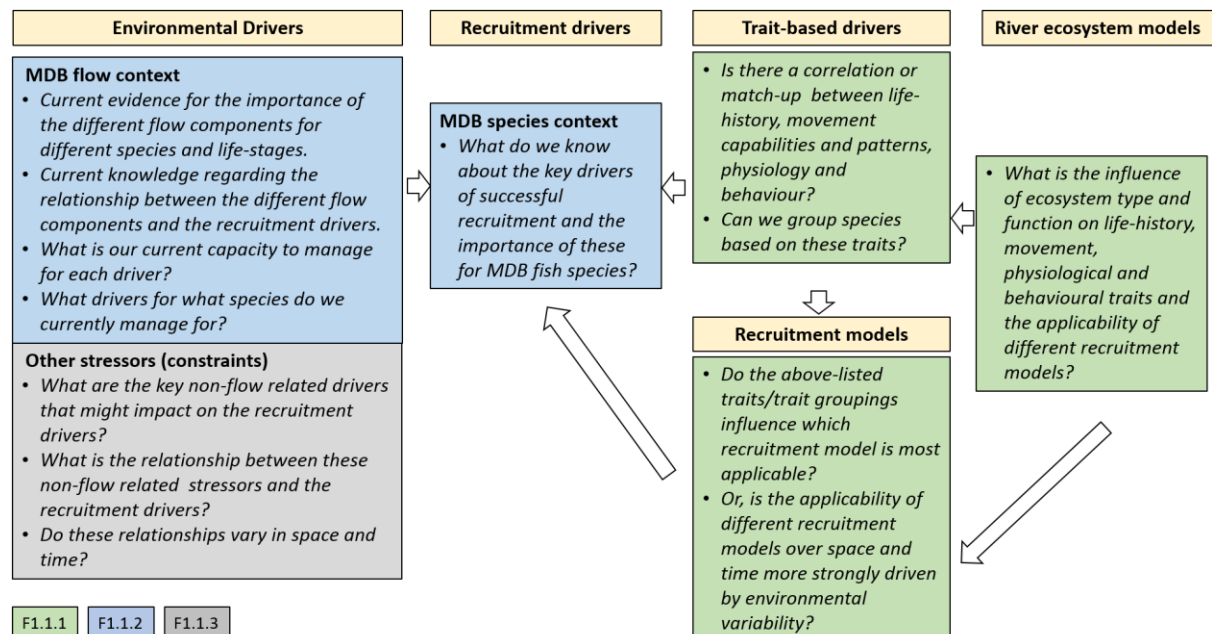 Environmental Drivers
MDB flow context
• Current evidence for the importance of
the different flow components for
different species and life-stages.
• Current knowledge regarding the
relationship between the different flow
components and the recruitment drivers.
• What is our current capacity to manage
for each driver?
• What drivers for what species do we
currently manage for?
Other stressors (constraints)
• What are the key non-flow related drivers
that might impact on the recruitment
drivers?
• What is the relationship between these
non-flow related stressors and the
recruitment drivers?
• Do these relationships vary in space and
time?
Recruitment drivers
MDB species context
• What do we know
about the key drivers
of successful
recruitment and the
importance of these
for MDB fish species?
Trait-based drivers
• Is there a correlation or
match-up between life-
history, movement
capabilities and patterns,
physiology and
behaviour?
• Can we group species
based on these traits?
Recruitment models
• Do the above-listed
traits/trait groupings
influence which
recruitment model is most
applicable?
• Or, is the applicability of
different recruitment
models over space and
time more strongly driven
by environmental
variability?
River ecosystem models
• What is the influence
of ecosystem type and
function on life-history,
movement,
physiological and
behavioural traits and
the applicability of
different recruitment
models?
F1.1.1
F1.1.2
F1.1.3